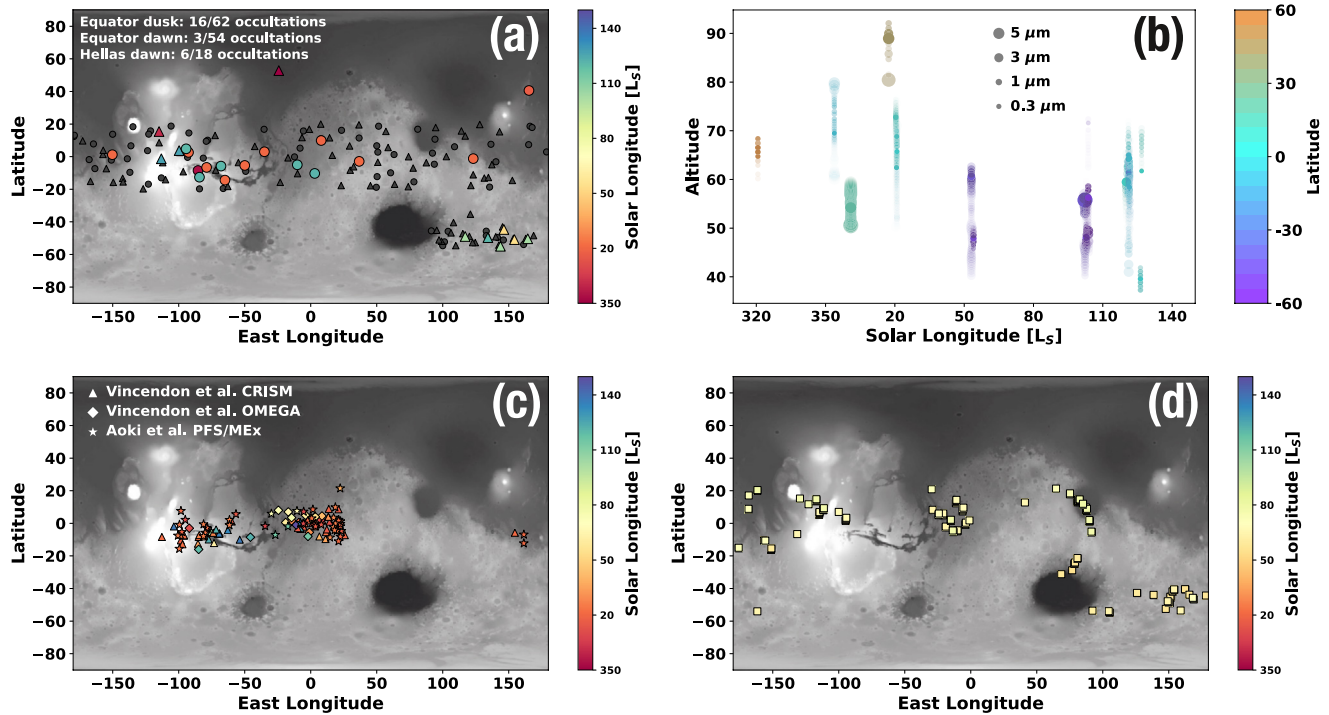 Equator dusk: 16/62 occultations
Equator dawn: 3/54 occultations
Hellas dawn: 6/18 occultations
(a)
80
60
40
20
0
−20
−40
−60
−80
Latitude
−150 −100 −50 0 50 100 150
East Longitude
140
110
80
50
20
350
Solar Longitude [LS]
(b)
5 μm
3 μm
1 μm
0.3 μm
90
80
70
60
50
40
Altitude
320 350 20 50 80 110 140
Solar Longitude [LS]
60
30
0
-30
-60
Latitude
(c)
Vincendon et al. CRISM
Vincendon et al. OMEGA
Aoki et al. PFS/MEx
80
60
40
20
0
−20
−40
−60
−80
Latitude
−150 −100 −50 0 50 100 150
East Longitude
140
110
80
50
20
350
Solar Longitude [LS]
(d)
80
60
40
20
0
−20
−40
−60
−80
Latitude
−150 −100 −50 0 50 100 150
East Longitude
140
110
80
50
20
350
Solar Longitude [LS]